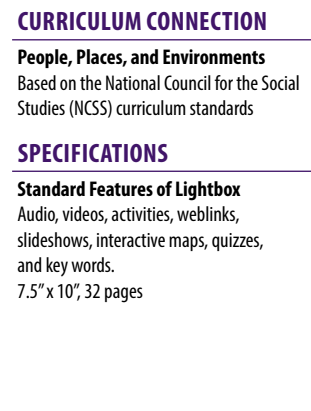 CURRICULUM CONNECTION
People, Places, and Environments
Based on the National Council for the Social
Studies (NCSS) curriculum standards
SPECIFICATIONS
Standard Features of Lightbox
Audio, videos, activities, weblinks,
slideshows, interactive maps, quizzes,
and key words.
7.5” x 10”, 32 pages